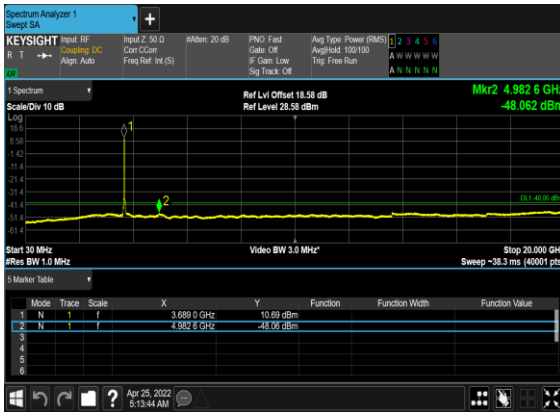 Spectrum Analyzer 1
Swept SA
+
KEYSIGHT Input: RF Input Z: 50 Ω #Atten: 20 dB PNO: Fast Avg Type: Power (RMS) 1 2 3 4 5 6
R T Coupling: DC Corr CCorr Gate: Off Avg|Hold: 100/100 A W W W W W
Align: Auto Freq Ref: Int (S) IF Gain: Low Trig: Free Run
LXI Sig Track: Off A N N N N N
1 Spectrum Ref Lvl Offset 18.58 dB Mkr2 4.982 6 GHz
Scale/Div 10 dB Ref Level 28.58 dBm -48.062 dBm
Log
18.6
8.58
-1.42
-11.4
-21.4
-31.4
-41.4
-51.4
-61.4
1
2
DL1 -40.00 dBm
Start 30 MHz Video BW 3.0 MHz* Stop 20.000 GHz
#Res BW 1.0 MHz Sweep ~38.3 ms (40001 pts)
5 Marker Table
Mode Trace Scale X Y Function Function Width Function Value
1 N 1 f 3.689 0 GHz 10.69 dBm
2 N 1 f 4.982 6 GHz -48.06 dBm
3
4
5
6
? Apr 25, 2022
5:13:44 AM